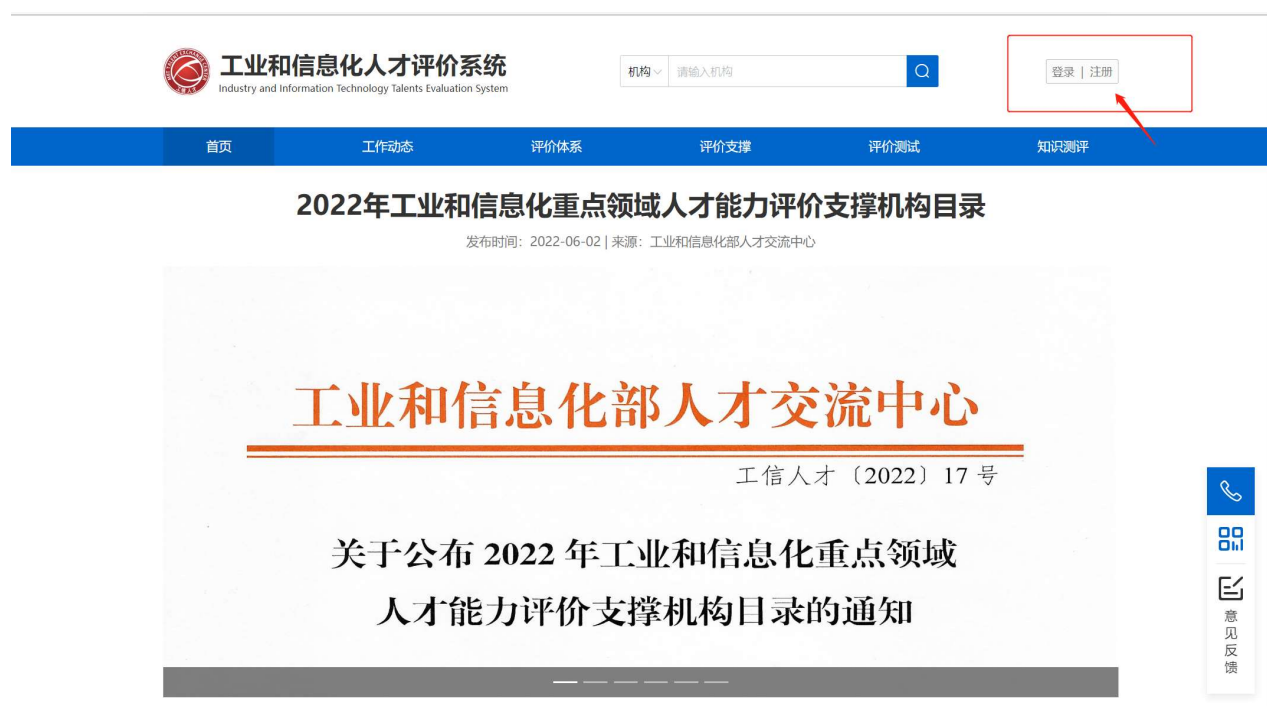 工业和信息化人才评价系统
Industry and Information Technology Talents Evaluation System
机构 请输入机构
登录 | 注册
首页 工作动态 评价体系 评价支撑 评价测试 知识测评
2022年工业和信息化重点领域人才能力评价支撑机构目录
发布时间：2022-06-02 | 来源：工业和信息化部人才交流中心
工业和信息化部人才交流中心
工信人才〔2022〕17 号
关于公布 2022 年工业和信息化重点领域
人才能力评价支撑机构目录的通知
意见反馈